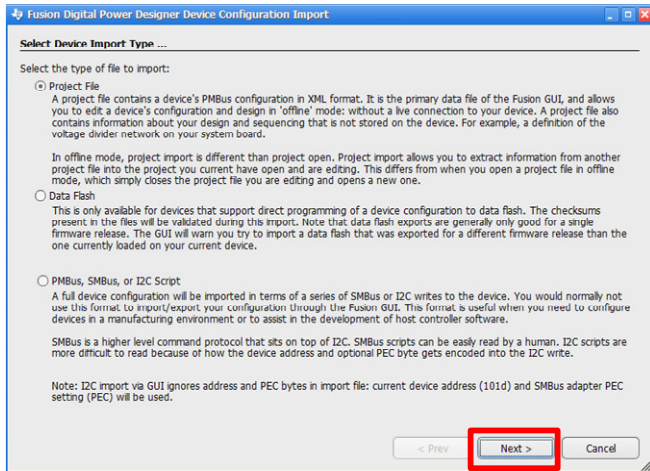 Fusion Digital Power Designer Device Configuration Import
Select Device Import Type ...
Select the type of file to import:
Project File
A project file contains a device's PMBus configuration in XML format. It is the primary data file of the Fusion GUI, and allows
you to edit a device's configuration and design in 'offline' mode: without a live connection to your device. A project file also
contains information about your design and sequencing that is not stored on the device. For example, a definition of the
voltage divider network on your system board.
In offline mode, project import is different than project open. Project import allows you to extract information from another
project file into the project you current have open and are editing. This differs from when you open a project file in offline
mode, which simply closes the project file you are editing and opens a new one.
Data Flash
This is only available for devices that support direct programming of a device configuration to data flash. The checksums
present in the files will be validated during this import. Note that data flash exports are generally only good for a single
firmware release. The GUI will warn you try to import a data flash that was exported for a different firmware release than the
one currently loaded on your current device.
PMBus, SMBus, or I2C Script
A full device configuration will be imported in terms of a series of SMBus or I2C writes to the device. You would normally not
use this format to import/export your configuration through the Fusion GUI. This format is useful when you need to configure
devices in a manufacturing environment or to assist in the development of host controller software.
SMBus is a higher level command protocol that sits on top of I2C. SMBus scripts can be easily read by a human. I2C scripts are
more difficult to read because of how the device address and optional PEC byte gets encoded into the I2C write.
Note: I2C import via GUI ignores address and PEC bytes in import file: current device address (101d) and SMBus adapter PEC
setting (PEC) will be used.
< Prev Next > Cancel